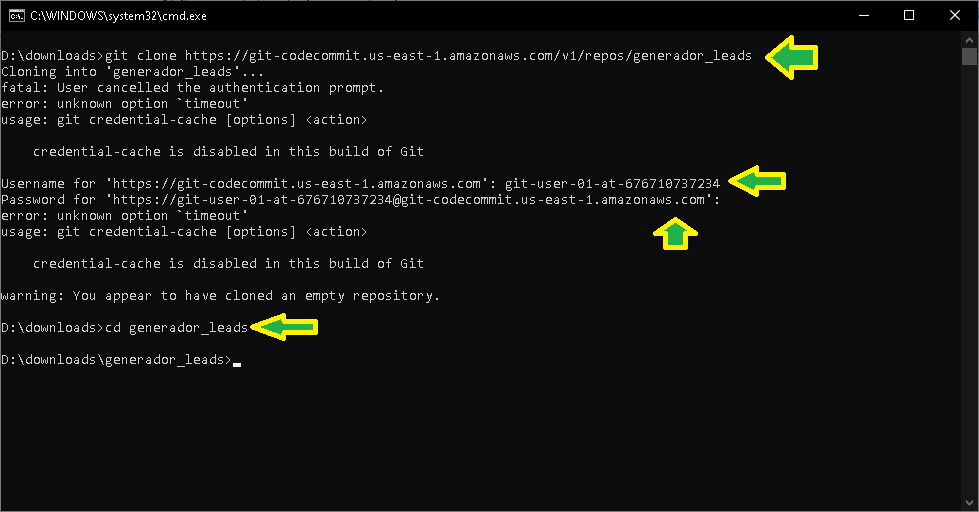 C:\WINDOWS\system32\cmd.exe
D:\downloads>git clone https://git-codecommit.us-east-1.amazonaws.com/v1/repos/generador_leads
Cloning into 'generador_leads'...
fatal: User cancelled the authentication prompt.
error: unknown option `timeout'
usage: git credential-cache [options] <action>
credential-cache is disabled in this build of Git
Username for 'https://git-codecommit.us-east-1.amazonaws.com': git-user-01-at-676710737234
Password for 'https://git-user-01-at-676710737234@git-codecommit.us-east-1.amazonaws.com':
error: unknown option `timeout'
usage: git credential-cache [options] <action>
credential-cache is disabled in this build of Git
warning: You appear to have cloned an empty repository.
D:\downloads>cd generador_leads
D:\downloads\generador_leads>